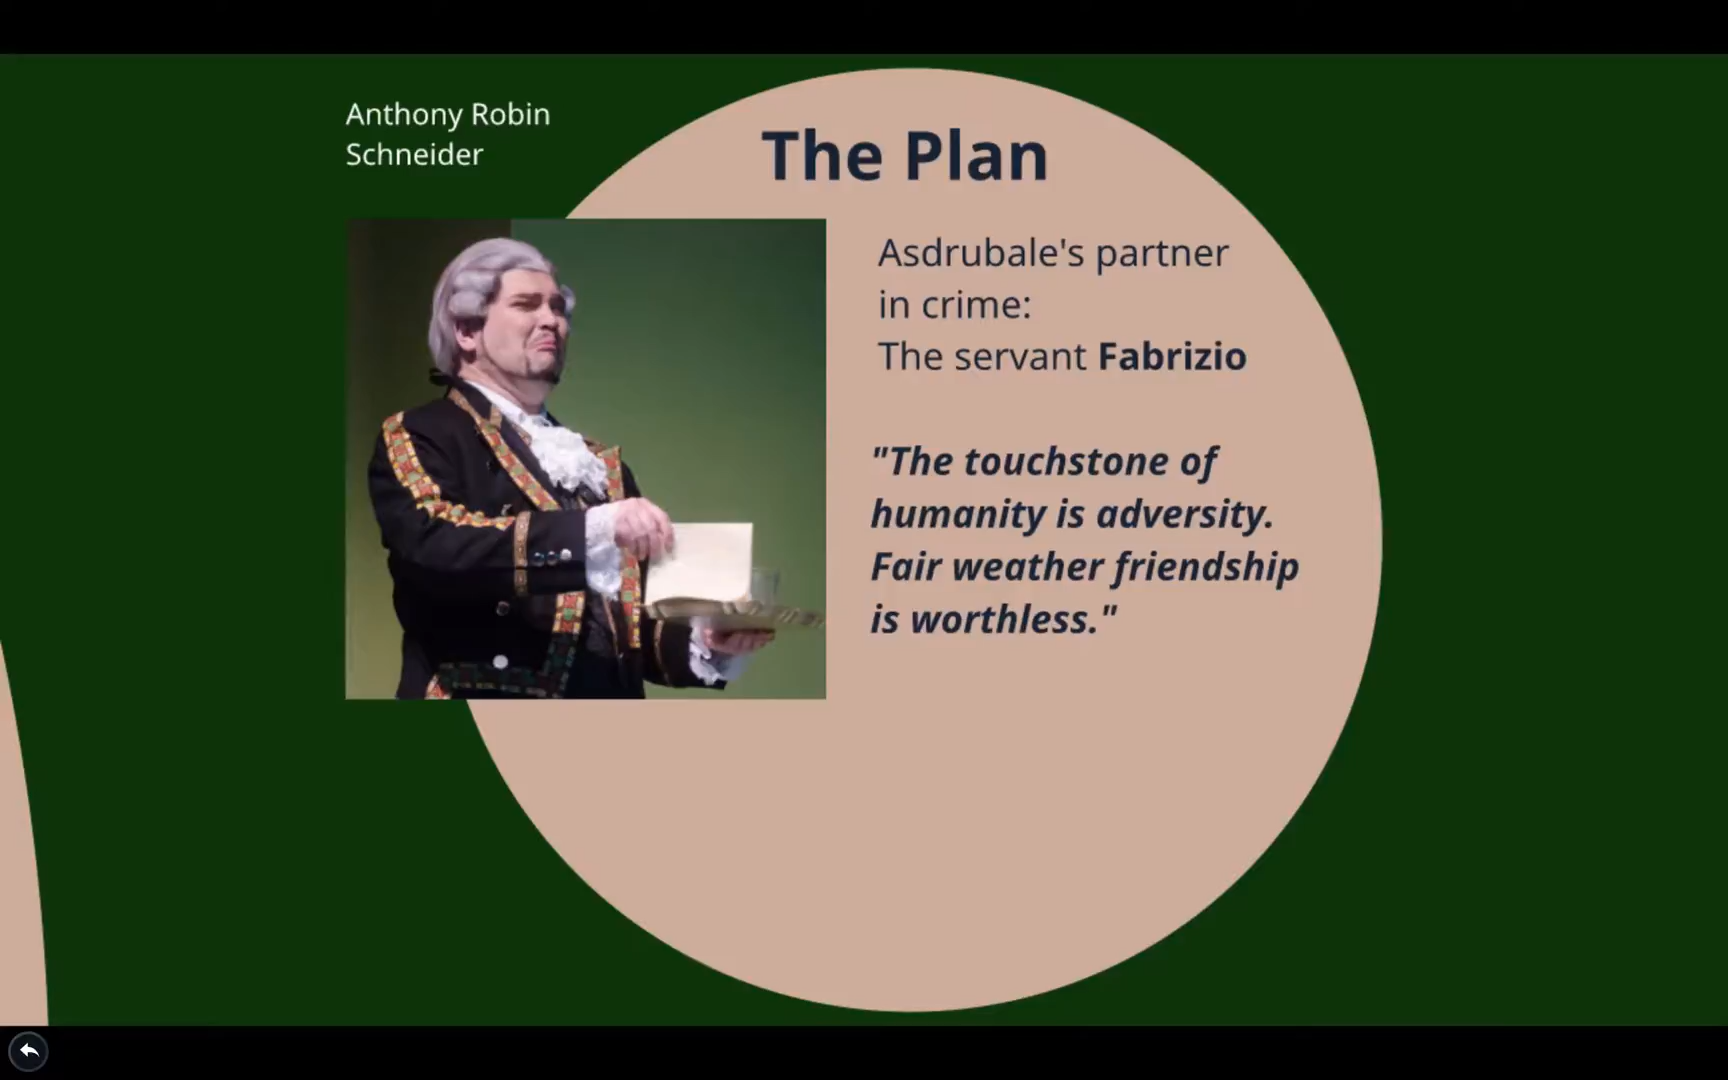 Anthony Robin
Schneider
The Plan
Asdrubale's partner
in crime:
The servant Fabrizio
"The touchstone of
humanity is adversity.
Fair weather friendship
is worthless."